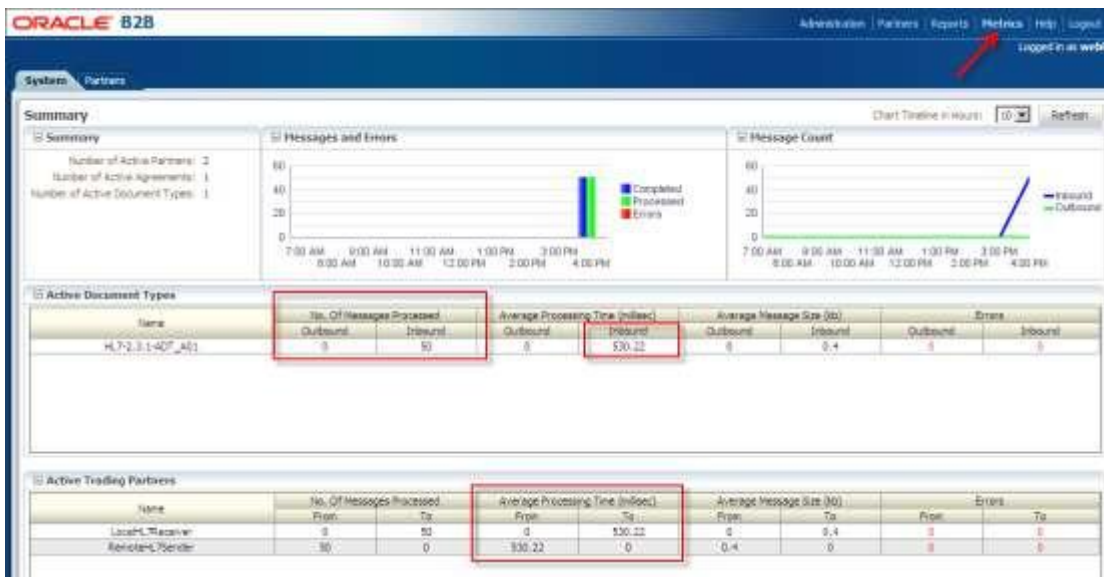 ORACLE B2B
Administration | Partners | Reports | Metrics | Help | Logout
Logged in as webl
System Partners
Summary
Chart Timeline in Hours: 10 Refresh
Summary
Number of Active Partners: 2
Number of Active Agreements: 1
Number of Active Document Types: 1
Messages and Errors
60
40
20
0
7:00 AM 9:00 AM 11:00 AM 1:00 PM 3:00 PM
8:00 AM 10:00 AM 12:00 PM 2:00 PM 4:00 PM
Completed
Processed
Errors
Message Count
60
40
20
0
7:00 AM 9:00 AM 11:00 AM 1:00 PM 3:00 PM
8:00 AM 10:00 AM 12:00 PM 2:00 PM 4:00 PM
Inbound
Outbound
Active Document Types
Name No. Of Messages Processed Average Processing Time (millisec) Average Message Size (kb) Errors
Outbound Inbound Outbound Inbound Outbound Inbound Outbound Inbound
HL7-2.3.1-ADT_A01 0 50 0 530.22 0 0.4 0 0
Active Trading Partners
Name No. Of Messages Processed Average Processing Time (millisec) Average Message Size (kb) Errors
From To From To From To From To
LocalHL7Receiver 0 50 0 530.22 0 0.4 0 0
RemoteHL7Sender 50 0 530.22 0 0.4 0 0 0